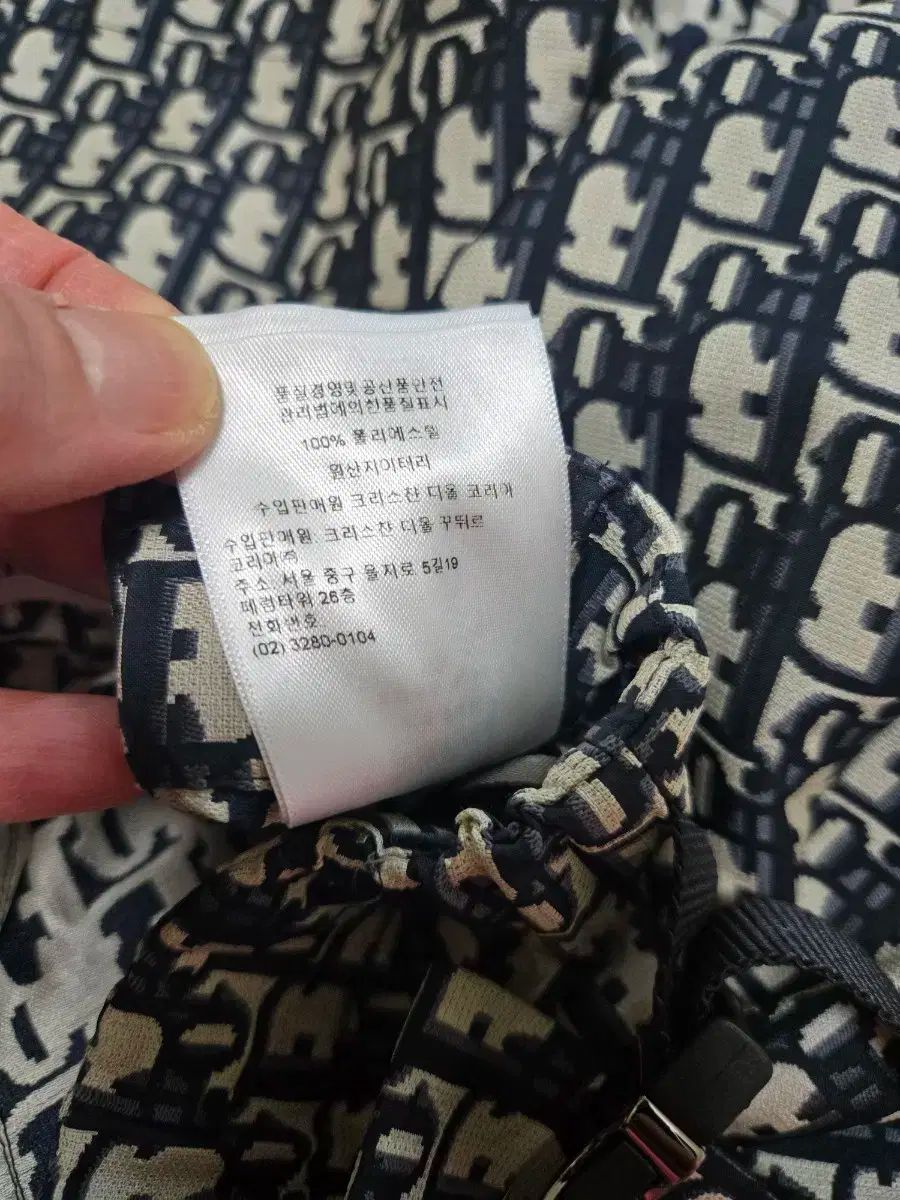 품질경영및 공산품안전
관리법에의한품질표시
100% 폴리에스텔
원산지이태리
수입판매원 크리스챤 디올 코리아
수입판매원. 크리스챤 디올 꾸뛰르
코리아㈜
주소. 서울 중구 을지로 5길19
페럼타워 26층
전화번호.
(02) 3280-0104